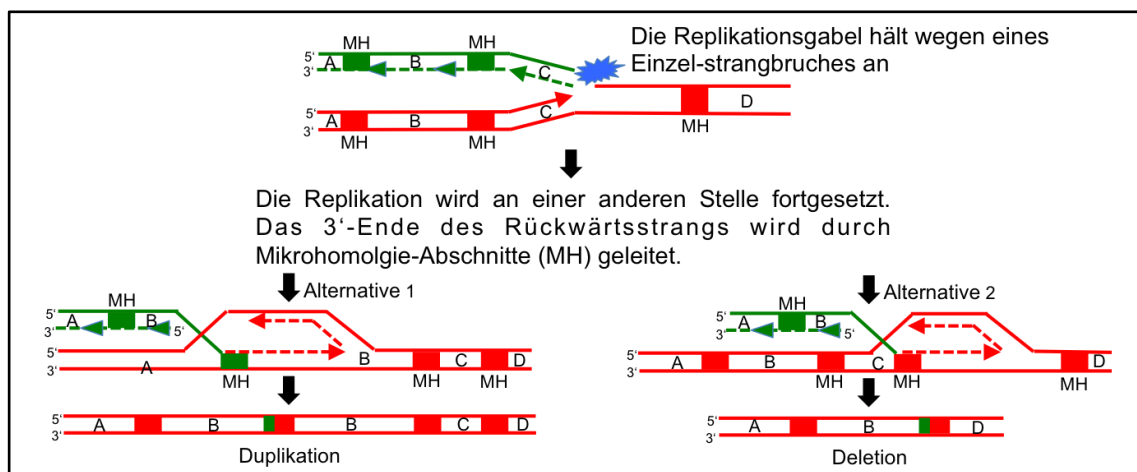 Die Replikationsgabel hält wegen eines
Einzel-strangbruches an
MH MH
5' A B C
3'
D
5' A B C
3'
MH MH MH
Die Replikation wird an einer anderen Stelle fortgesetzt.
Das 3'-Ende des Rückwärtsstrangs wird durch
Mikrohomolgie-Abschnitte (MH) geleitet.
Alternative 1
MH
5' A B 5'
3'
5' A B C D
3'
MH MH MH
5' A B B C D
3'
Duplikation
Alternative 2
MH
5' A B 5'
3'
5' A B C D
3'
MH MH MH
5' A B D
3'
Deletion